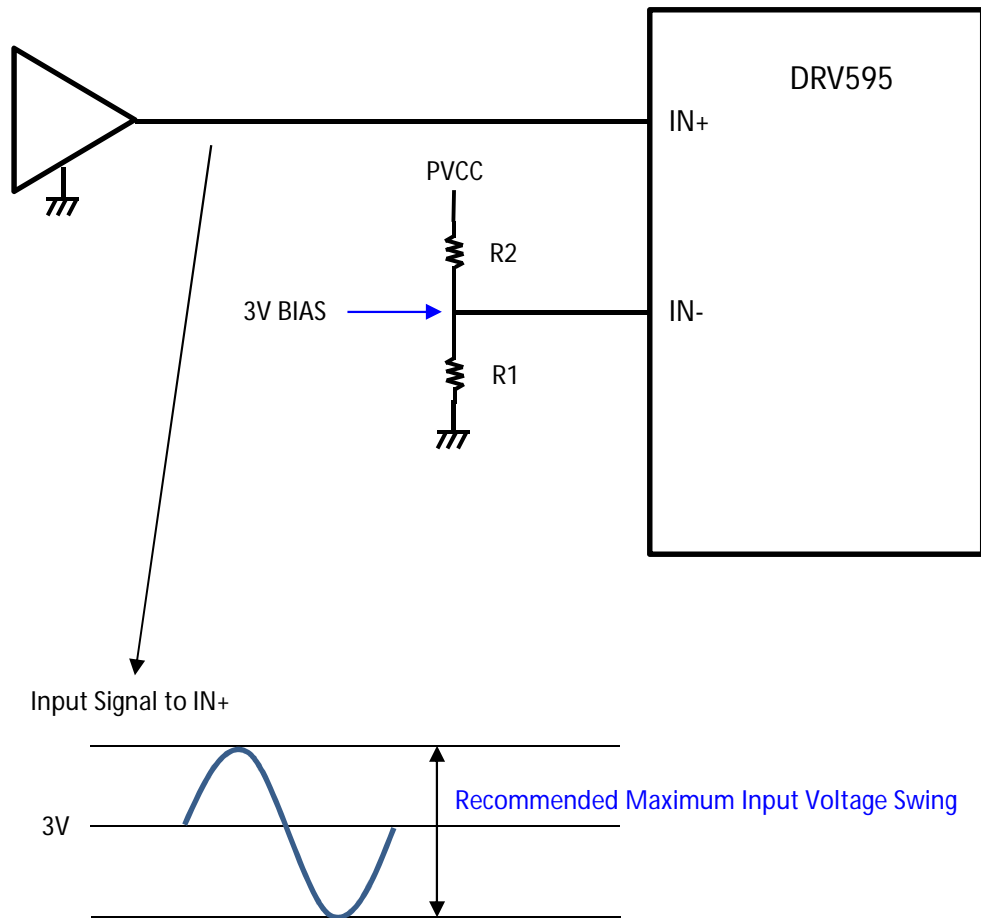 DRV595
IN+
PVCC
R2
3V BIAS
IN-
R1
Input Signal to IN+
Recommended Maximum Input Voltage Swing
3V